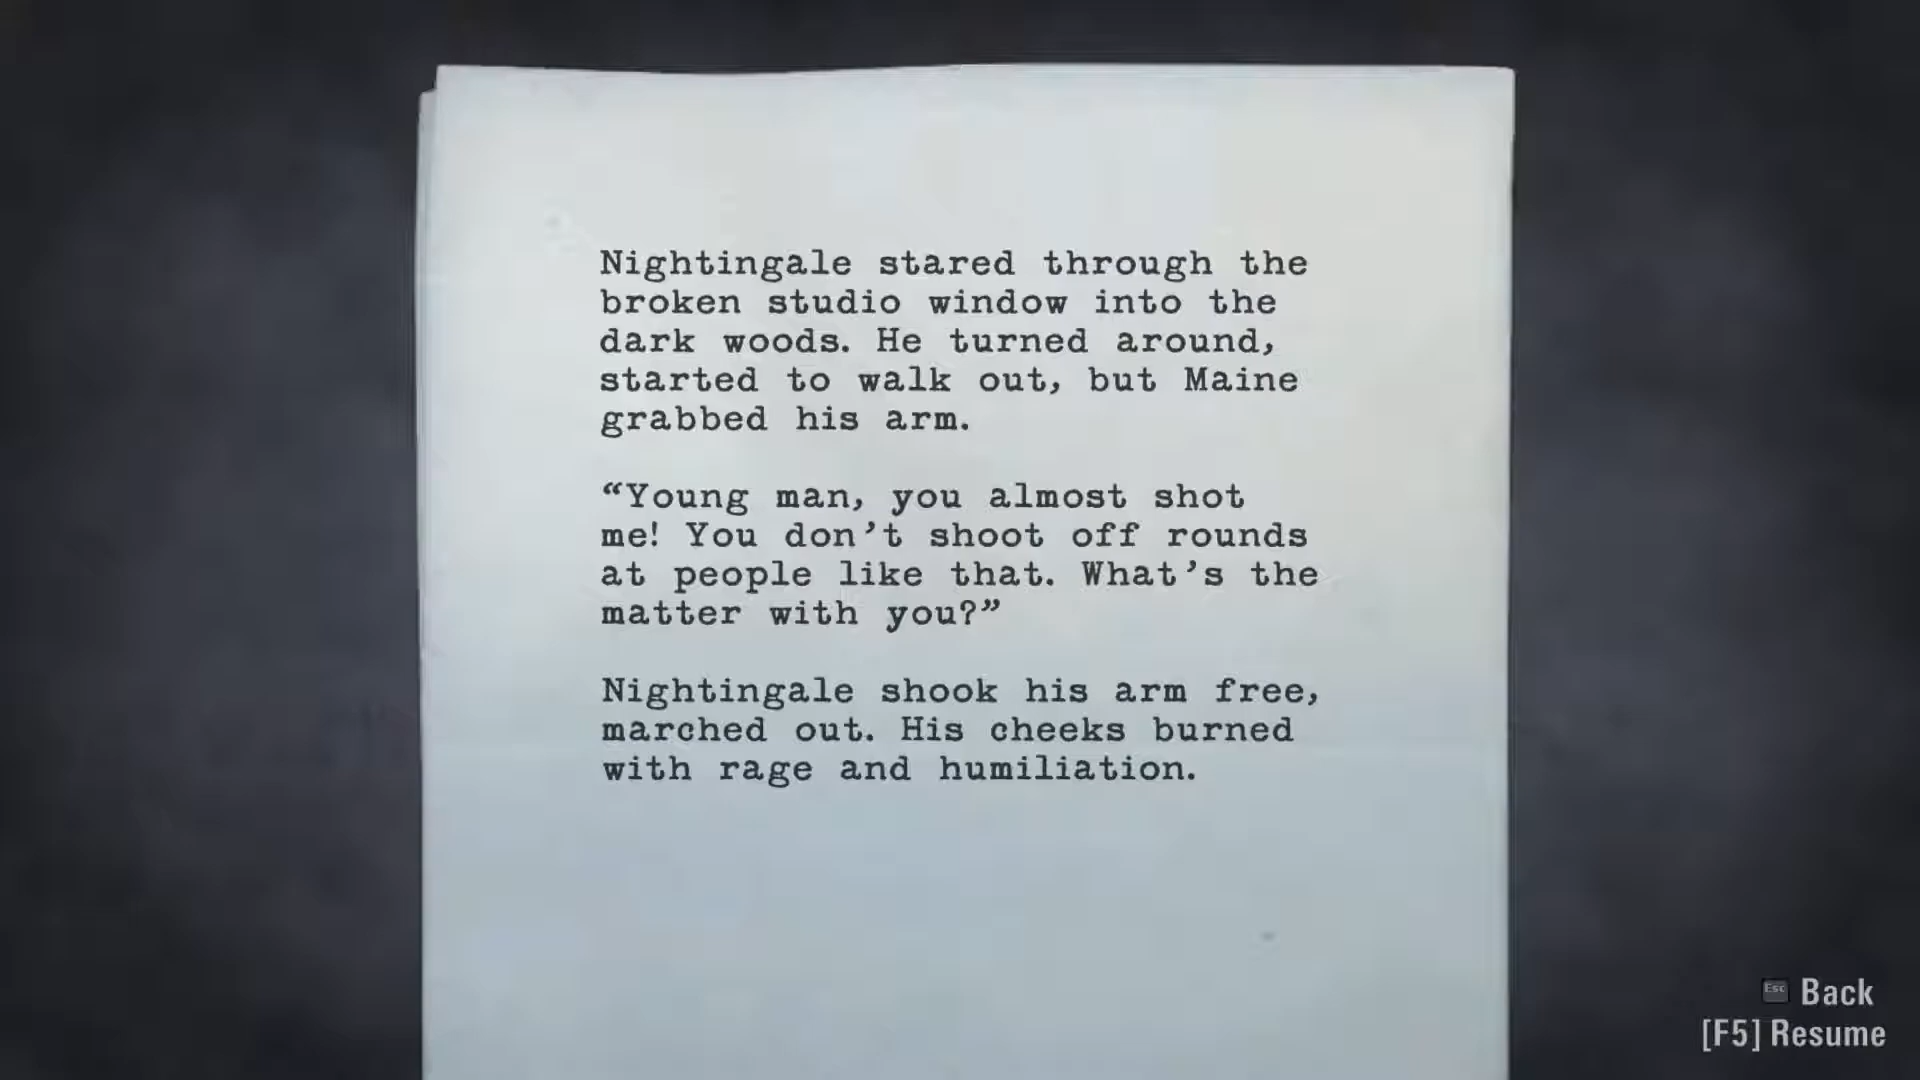 Nightingale stared through the
broken studio window into the
dark woods. He turned around,
started to walk out, but Maine
grabbed his arm.
“Young man, you almost shot
me! You don’t shoot off rounds
at people like that. What’s the
matter with you?”
Nightingale shook his arm free,
marched out. His cheeks burned
with rage and humiliation.
Esc Back
[F5] Resume